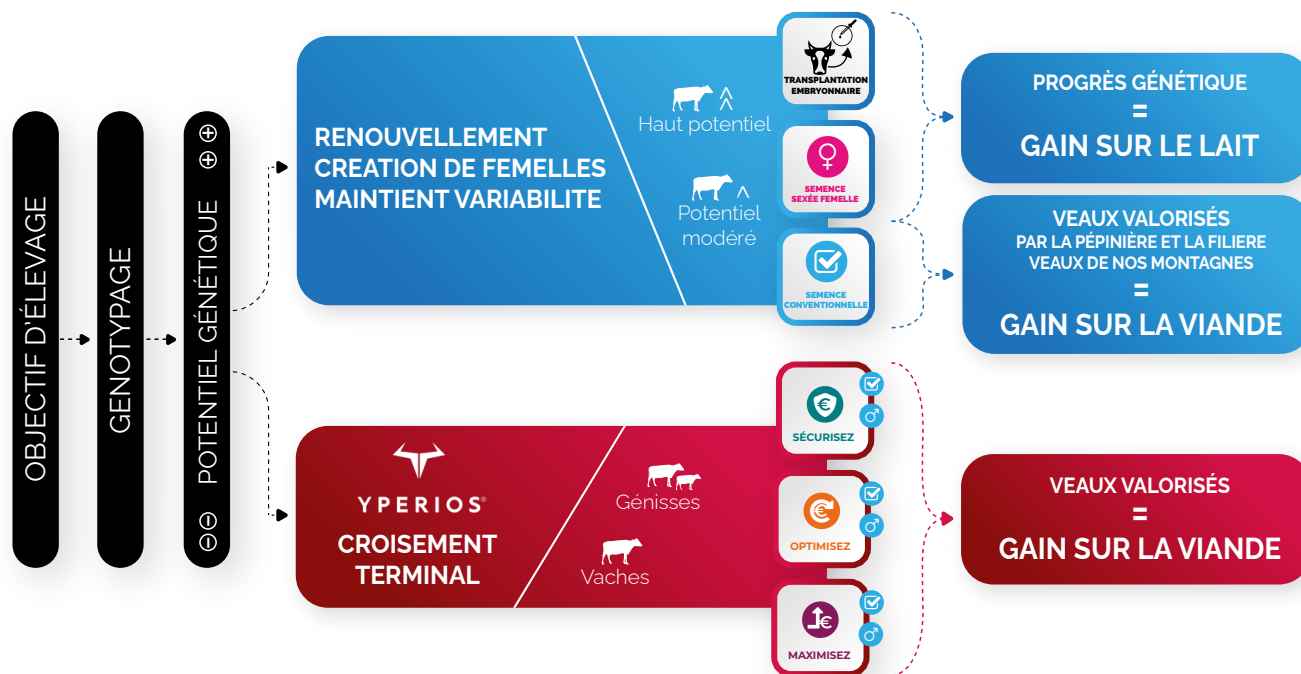 OBJECTIF D'ÉLEVAGE
GENOTYPAGE
POTENTIEL GÉNÉTIQUE
RENOUVELLEMENT
CREATION DE FEMELLES
MAINTIENT VARIABILITE
Haut potentiel
Potentiel
modéré
TRANSPLANTATION
EMBRYONNAIRE
SEMENCE
SEXÉE FEMELLE
SEMENCE
CONVENTIONNELLE
PROGRÈS GÉNÉTIQUE
=
GAIN SUR LE LAIT
VEAUX VALORISÉS
PAR LA PÉPINIÈRE ET LA FILIERE
VEAUX DE NOS MONTAGNES
=
GAIN SUR LA VIANDE
YPERIOS®
CROISEMENT
TERMINAL
Génisses
Vaches
€
SÉCURISEZ
€
OPTIMISEZ
€
MAXIMISEZ
VEAUX VALORISÉS
=
GAIN SUR LA VIANDE